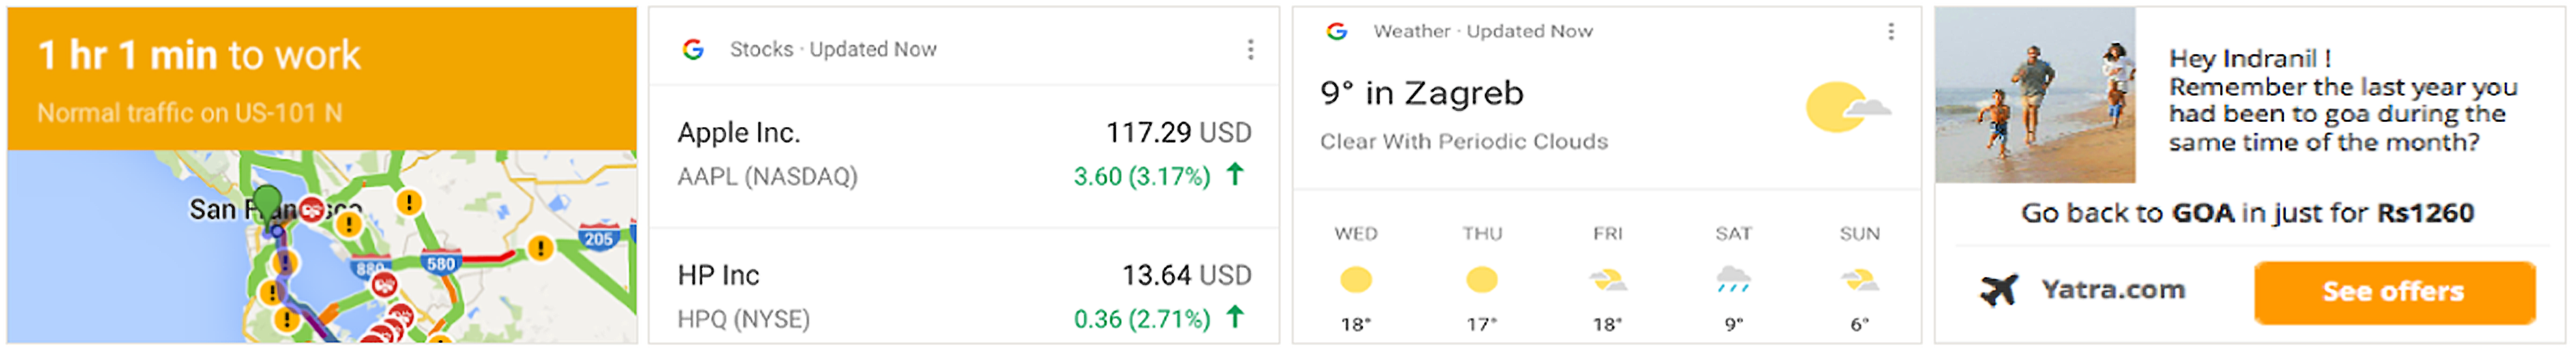 1 hr 1 min to work
Normal traffic on US-101 N
San Francisco
880
580
205
Stocks · Updated Now
Apple Inc. 117.29 USD
AAPL (NASDAQ) 3.60 (3.17%)
HP Inc 13.64 USD
HPQ (NYSE) 0.36 (2.71%)
Weather · Updated Now
9° in Zagreb
Clear With Periodic Clouds
WED THU FRI SAT SUN
18° 17° 18° 9° 6°
Hey Indranil !
Remember the last year you
had been to goa during the
same time of the month?
Go back to GOA in just for Rs1260
Yatra.com See offers